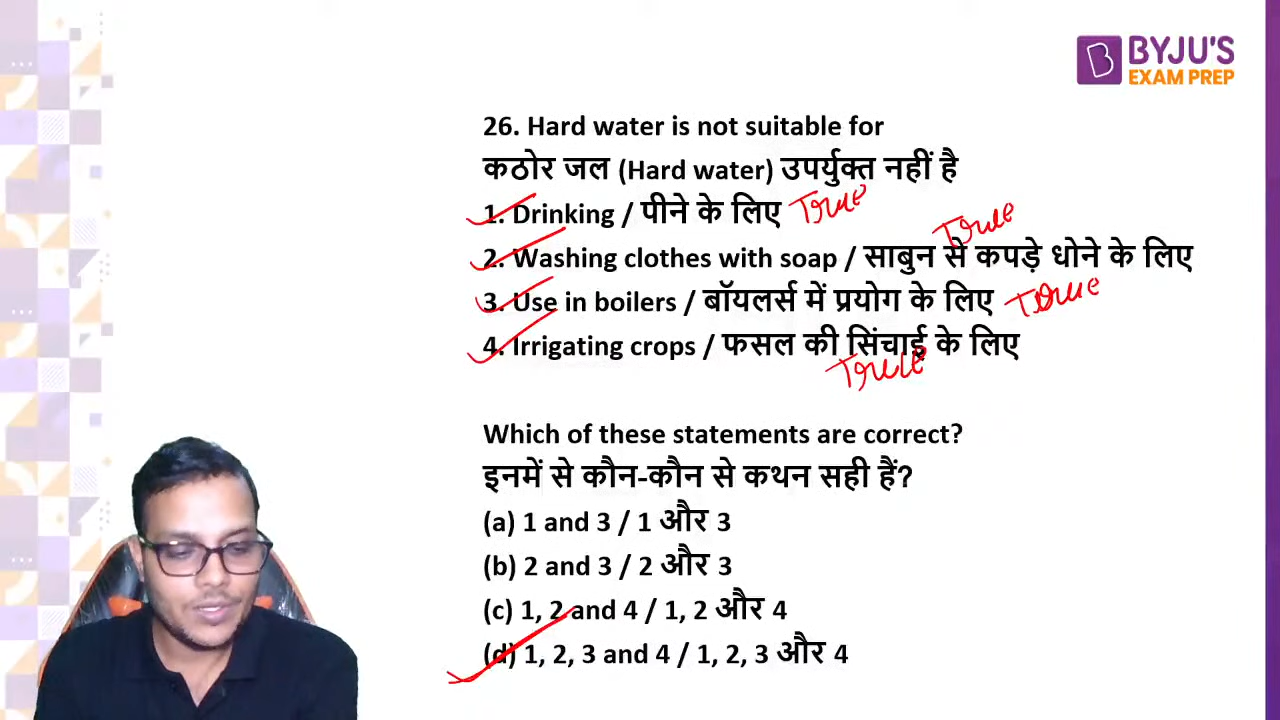 BYJU'S
EXAM PREP
26. Hard water is not suitable for
कठोर जल (Hard water) उपर्युक्त नहीं है
1. Drinking / पीने के लिए True
True
2. Washing clothes with soap / साबुन से कपड़े धोने के लिए
3. Use in boilers / बॉयलर्स में प्रयोग के लिए True
4. Irrigating crops / फसल की सिंचाई के लिए
True
Which of these statements are correct?
इनमें से कौन-कौन से कथन सही हैं?
(a) 1 and 3 / 1 और 3
(b) 2 and 3 / 2 और 3
(c) 1, 2 and 4 / 1, 2 और 4
(d) 1, 2, 3 and 4 / 1, 2, 3 और 4